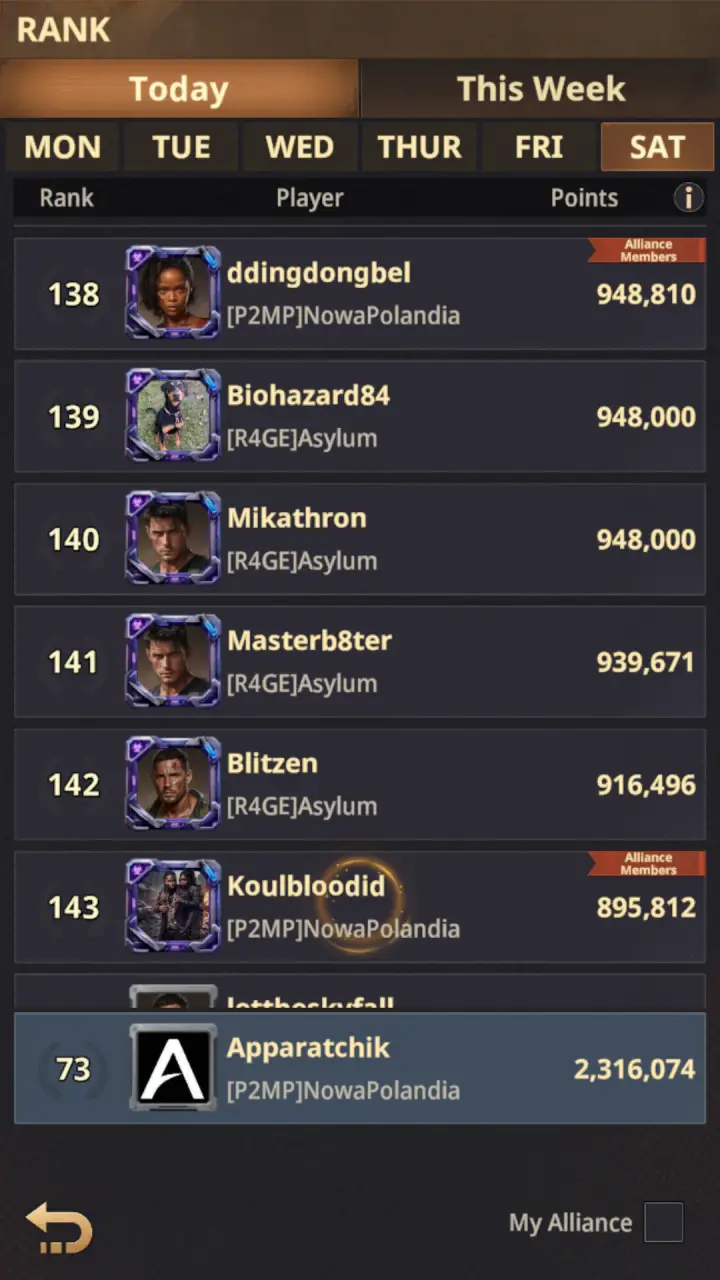 RANK
Today
This Week
MON
TUE
WED
THUR
FRI
SAT
Rank
Player
Points
i
Alliance
Members
138
ddingdongbel
[P2MP]NowaPolandia
948,810
139
Biohazard84
[R4GE]Asylum
948,000
140
Mikathron
[R4GE]Asylum
948,000
141
Masterb8ter
[R4GE]Asylum
939,671
142
Blitzen
[R4GE]Asylum
916,496
Alliance
Members
143
Koulbloodid
[P2MP]NowaPolandia
895,812
73
A
Apparatchik
[P2MP]NowaPolandia
2,316,074
My Alliance